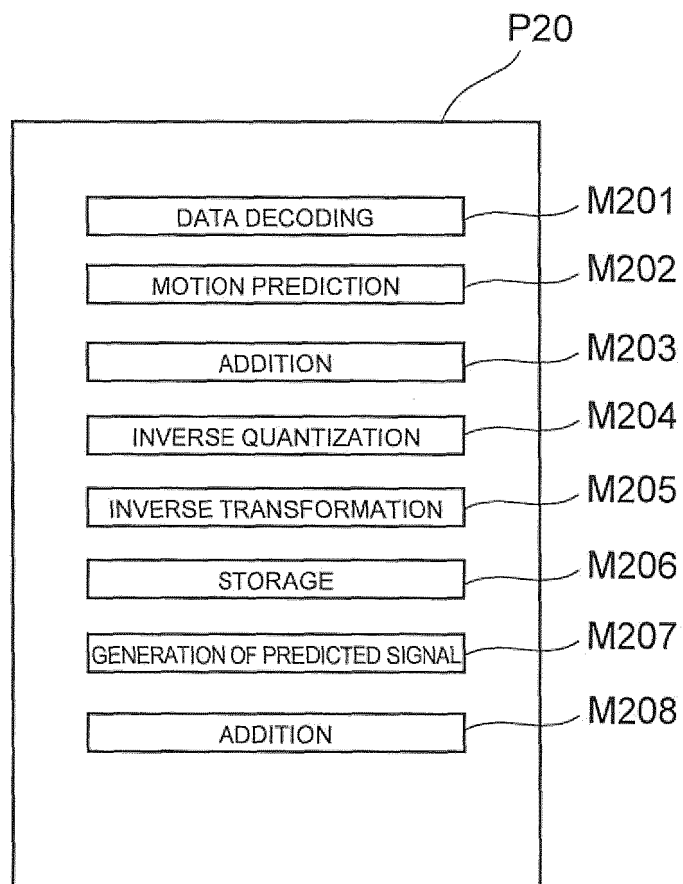 P20
DATA DECODING M201
MOTION PREDICTION M202
ADDITION M203
INVERSE QUANTIZATION M204
INVERSE TRANSFORMATION M205
STORAGE M206
GENERATION OF PREDICTED SIGNAL M207
ADDITION M208